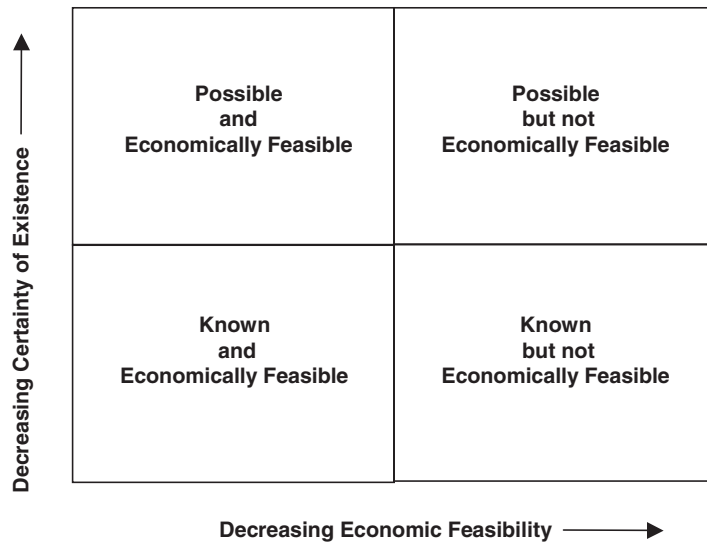 Decreasing Certainty of Existence
Possible
and
Economically Feasible
Possible
but not
Economically Feasible
Known
and
Economically Feasible
Known
but not
Economically Feasible
Decreasing Economic Feasibility